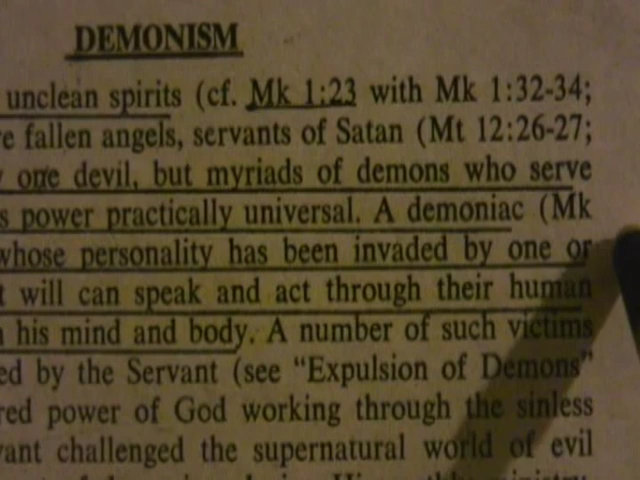 DEMONISM
unclean spirits (cf. Mk 1:23 with Mk 1:32-34;
fallen angels, servants of Satan (Mt 12:26-27;
one devil, but myriads of demons who serve
power practically universal. A demoniac (Mk
whose personality has been invaded by one or
will can speak and act through their human
his mind and body. A number of such victims
by the Servant (see “Expulsion of Demons”
power of God working through the sinless
challenged the supernatural world of evil